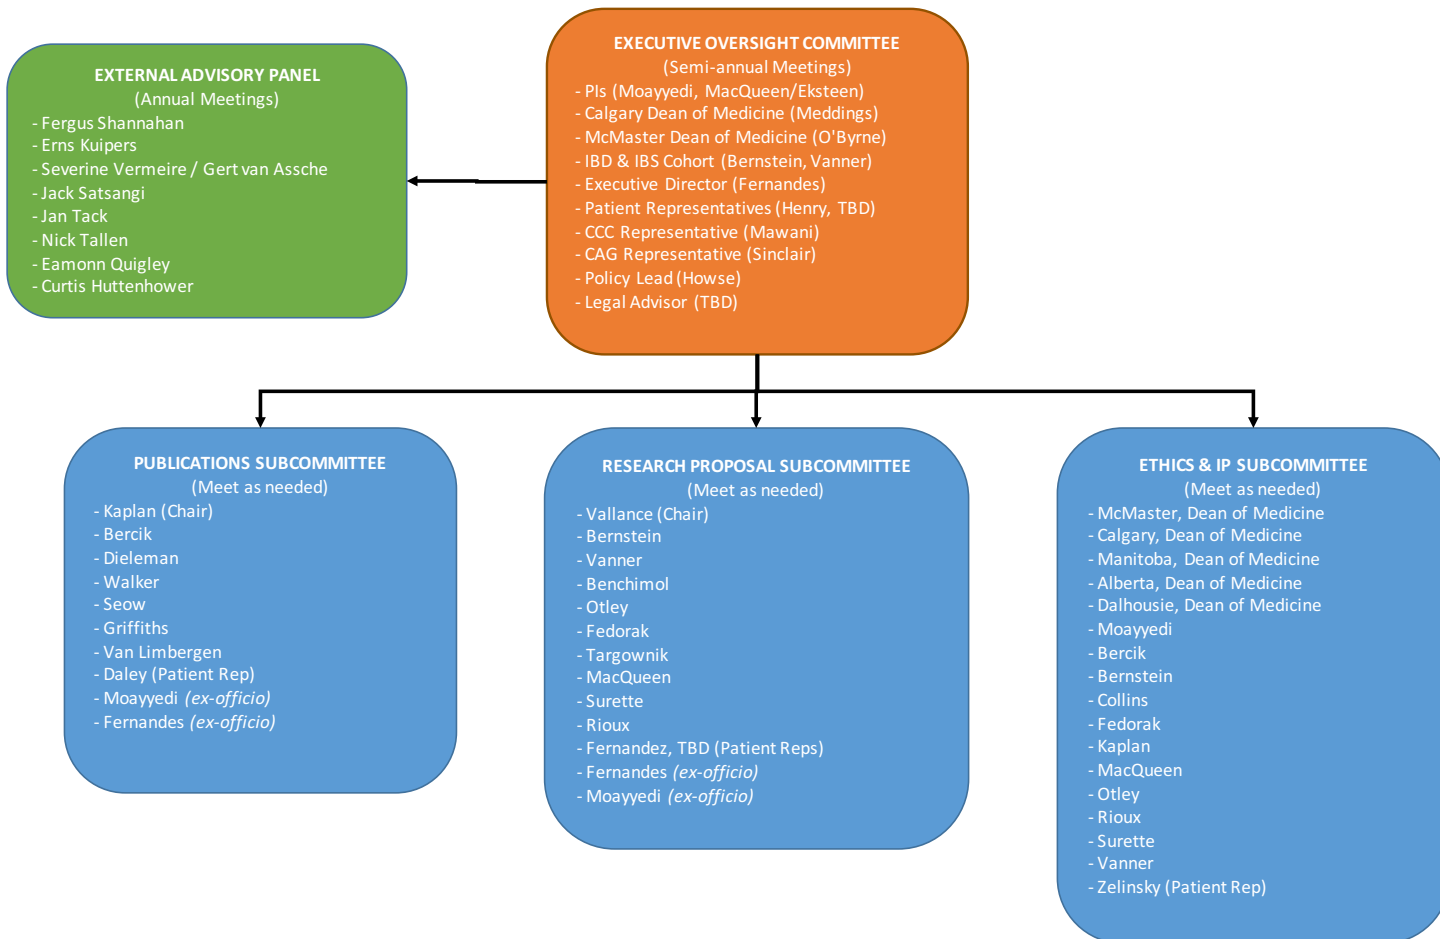 EXTERNAL ADVISORY PANEL
(Annual Meetings)
- Fergus Shannahan
- Erns Kuipers
- Severine Vermeire / Gert van Assche
- Jack Satsangi
- Jan Tack
- Nick Tallen
- Eamonn Quigley
- Curtis Huttenhower
EXECUTIVE OVERSIGHT COMMITTEE
(Semi-annual Meetings)
- PIs (Moayyedi, MacQueen/Eksteen)
- Calgary Dean of Medicine (Meddings)
- McMaster Dean of Medicine (O'Byrne)
- IBD & IBS Cohort (Bernstein, Vanner)
- Executive Director (Fernandes)
- Patient Representatives (Henry, TBD)
- CCC Representative (Mawani)
- CAG Representative (Sinclair)
- Policy Lead (Howse)
- Legal Advisor (TBD)
PUBLICATIONS SUBCOMMITTEE
(Meet as needed)
- Kaplan (Chair)
- Bercik
- Dieleman
- Walker
- Seow
- Griffiths
- Van Limbergen
- Daley (Patient Rep)
- Moayyedi (ex-officio)
- Fernandes (ex-officio)
RESEARCH PROPOSAL SUBCOMMITTEE
(Meet as needed)
- Vallance (Chair)
- Bernstein
- Vanner
- Benchimol
- Otley
- Fedorak
- Targownik
- MacQueen
- Surette
- Rioux
- Fernandez, TBD (Patient Reps)
- Fernandes (ex-officio)
- Moayyedi (ex-officio)
ETHICS & IP SUBCOMMITTEE
(Meet as needed)
- McMaster, Dean of Medicine
- Calgary, Dean of Medicine
- Manitoba, Dean of Medicine
- Alberta, Dean of Medicine
- Dalhousie, Dean of Medicine
- Moayyedi
- Bercik
- Bernstein
- Collins
- Fedorak
- Kaplan
- MacQueen
- Otley
- Rioux
- Surette
- Vanner
- Zelinsky (Patient Rep)